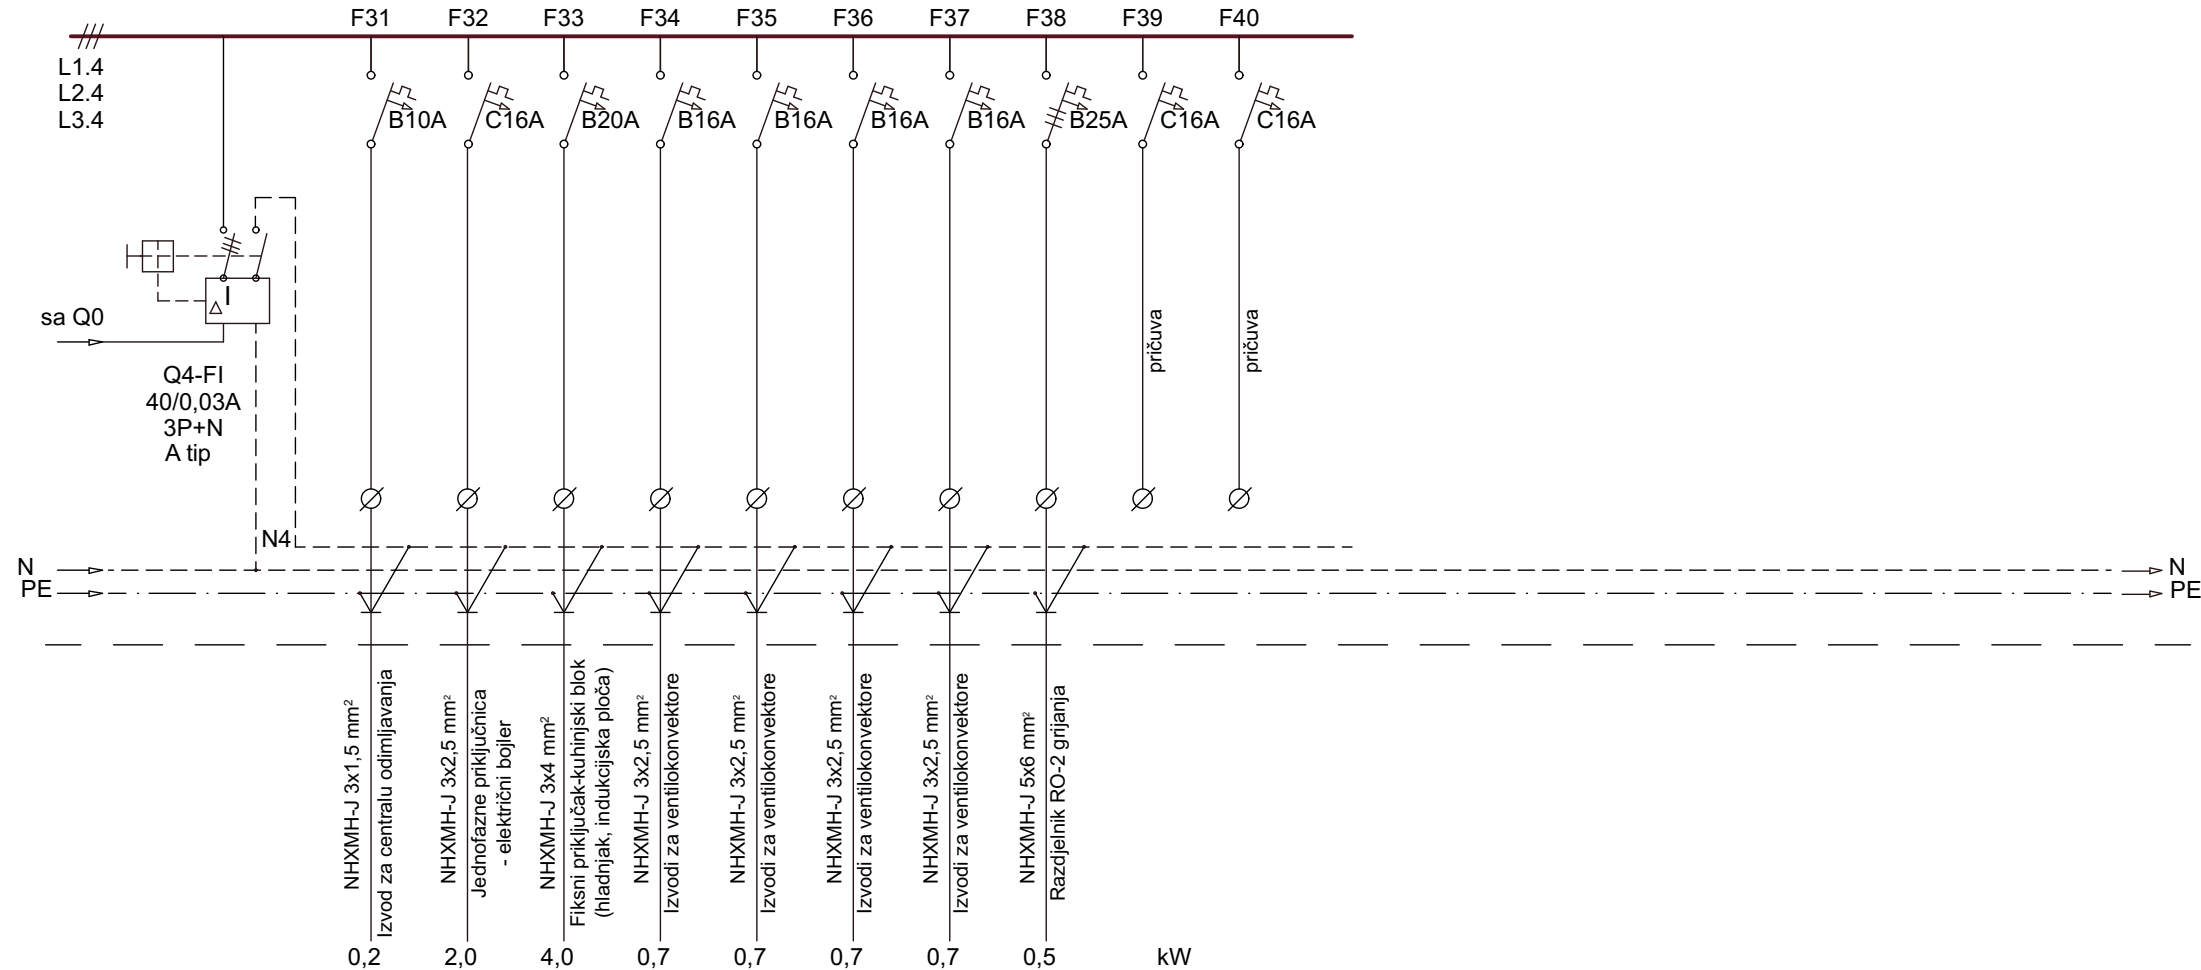 F31 F32 F33 F34 F35 F36 F37 F38 F39 F40
L1.4
L2.4
L3.4
B10A C16A B20A B16A B16A B16A B16A B25A C16A C16A
I
sa Q0
Q4-FI
40/0,03A
3P+N
A tip
pričuva
pričuva
N4
N
PE
N
PE
NHXMH-J 3x1,5 mm²
Izvod za centralu odimljavanja
NHXMH-J 3x2,5 mm²
Jednofazne priključnica
- električni bojler
NHXMH-J 3x4 mm²
Fiksni priključak-kuhinjski blok
(hladnjak, indukcijska ploča)
NHXMH-J 3x2,5 mm²
Izvodi za ventilokonvektore
NHXMH-J 3x2,5 mm²
Izvodi za ventilokonvektore
NHXMH-J 3x2,5 mm²
Izvodi za ventilokonvektore
NHXMH-J 3x2,5 mm²
Izvodi za ventilokonvektore
NHXMH-J 5x6 mm²
Razdjelnik RO-2 grijanja
0,2 2,0 4,0 0,7 0,7 0,7 0,7 0,5 kW